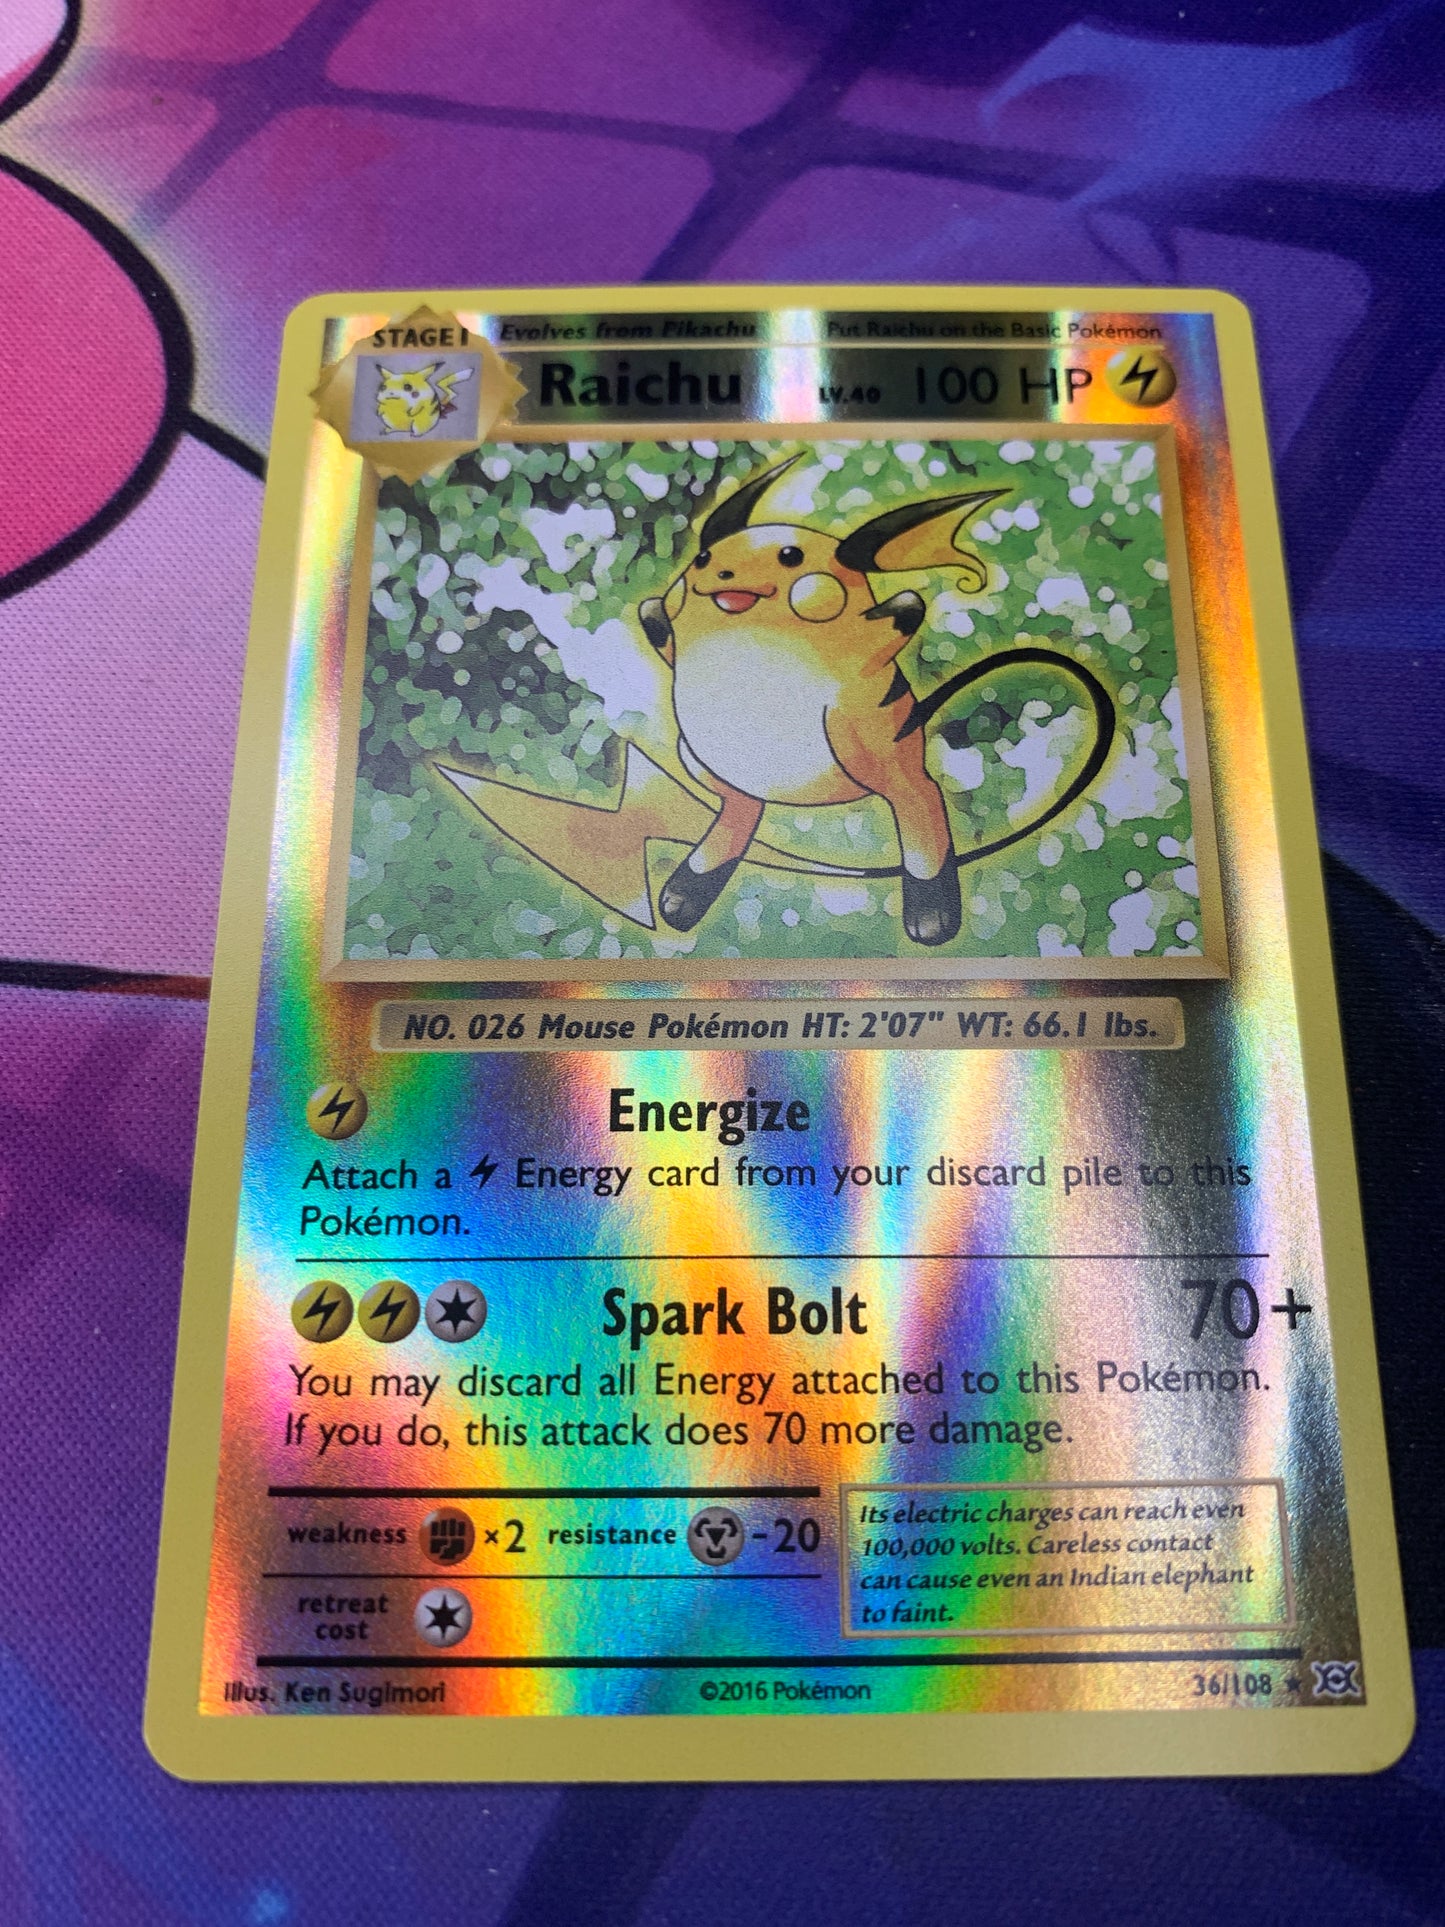 STAGE 1 Evolves from Pikachu Put Raichu on the Basic Pokémon
Raichu LV.40 100 HP
NO. 026 Mouse Pokémon HT: 2'07" WT: 66.1 lbs.
Energize
Attach a Energy card from your discard pile to this
Pokémon.
Spark Bolt 70+
You may discard all Energy attached to this Pokémon.
If you do, this attack does 70 more damage.
weakness ×2 resistance -20
retreat
cost
Its electric charges can reach even
100,000 volts. Careless contact
can cause even an Indian elephant
to faint.
Illus. Ken Sugimori ©2016 Pokémon 36/108 ★